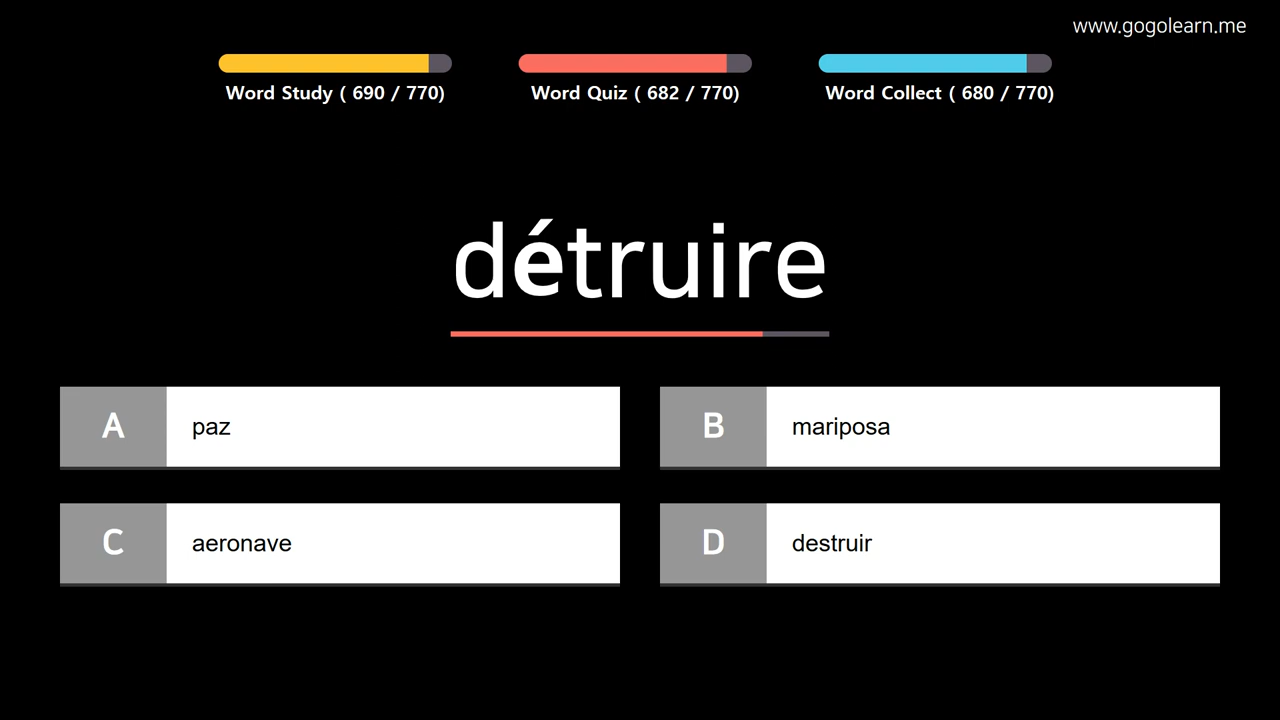 www.gogolearn.me
Word Study ( 690 / 770)
Word Quiz ( 682 / 770)
Word Collect ( 680 / 770)
détruire
A paz
B mariposa
C aeronave
D destruir